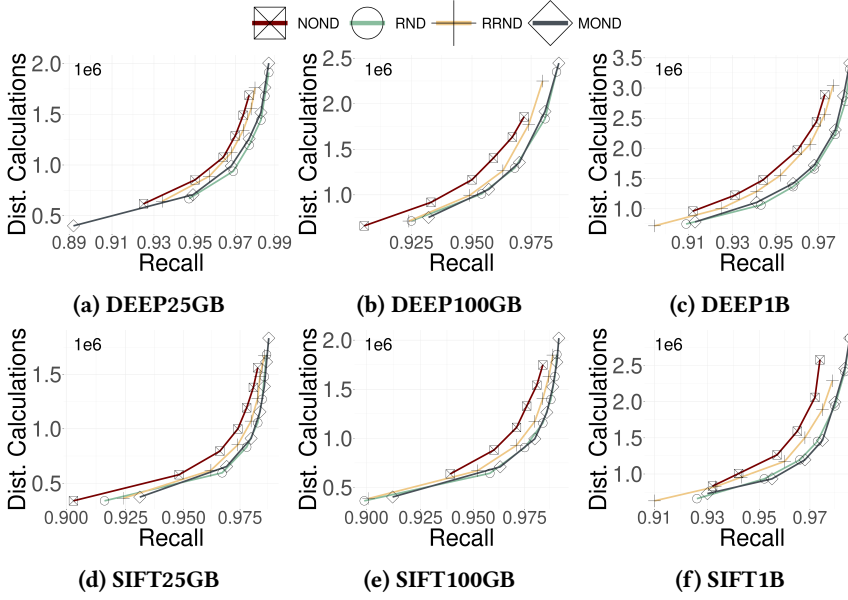 NOND RND RRND MOND
Dist. Calculations
1e6
2.0
1.5
1.0
0.5
0.89 0.91 0.93 0.95 0.97 0.99
Recall
(a) DEEP25GB
Dist. Calculations
1e6
2.5
2.0
1.5
1.0
0.925 0.950 0.975
Recall
(b) DEEP100GB
Dist. Calculations
1e6
3.5
3.0
2.5
2.0
1.5
1.0
0.91 0.93 0.95 0.97
Recall
(c) DEEP1B
Dist. Calculations
1e6
1.5
1.0
0.5
0.900 0.925 0.950 0.975
Recall
(d) SIFT25GB
Dist. Calculations
1e6
2.0
1.5
1.0
0.5
0.900 0.925 0.950 0.975
Recall
(e) SIFT100GB
Dist. Calculations
1e6
2.5
2.0
1.5
1.0
0.91 0.93 0.95 0.97
Recall
(f) SIFT1B